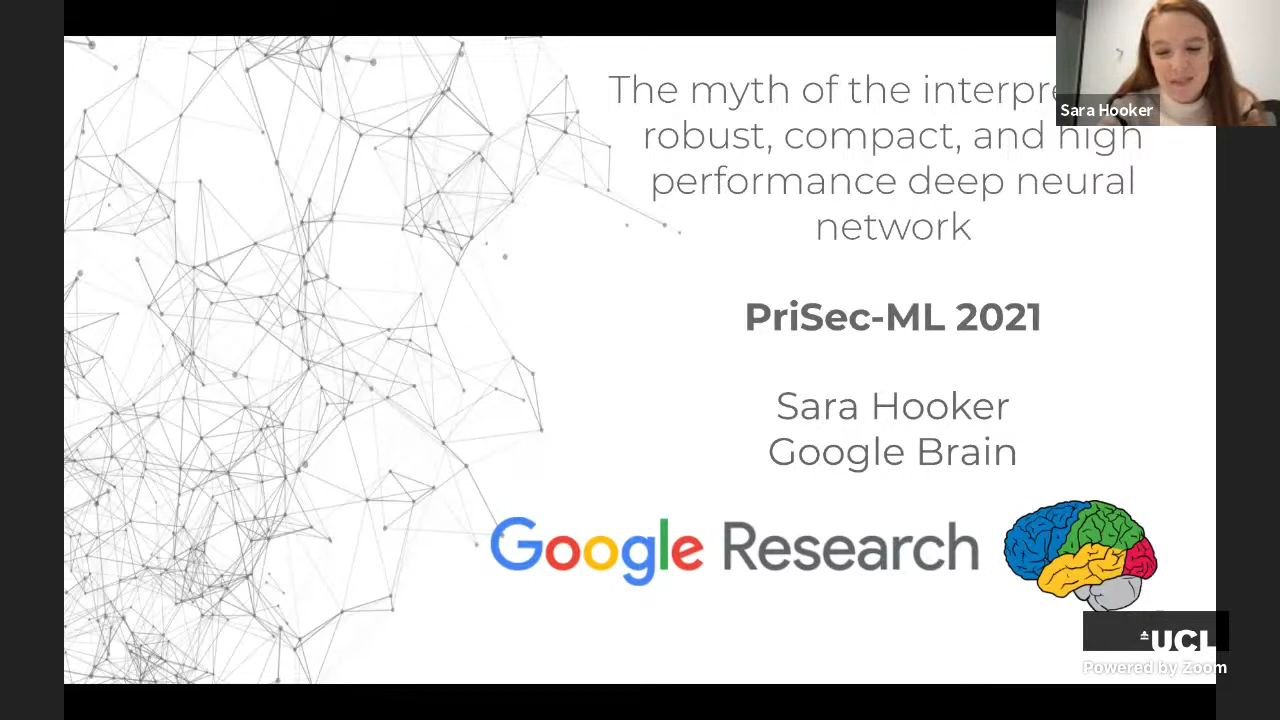 The myth of the interpre
robust, compact, and high
performance deep neural
network
PriSec-ML 2021
Sara Hooker
Google Brain
Google Research
Sara Hooker
UCL
Powered by Zoom